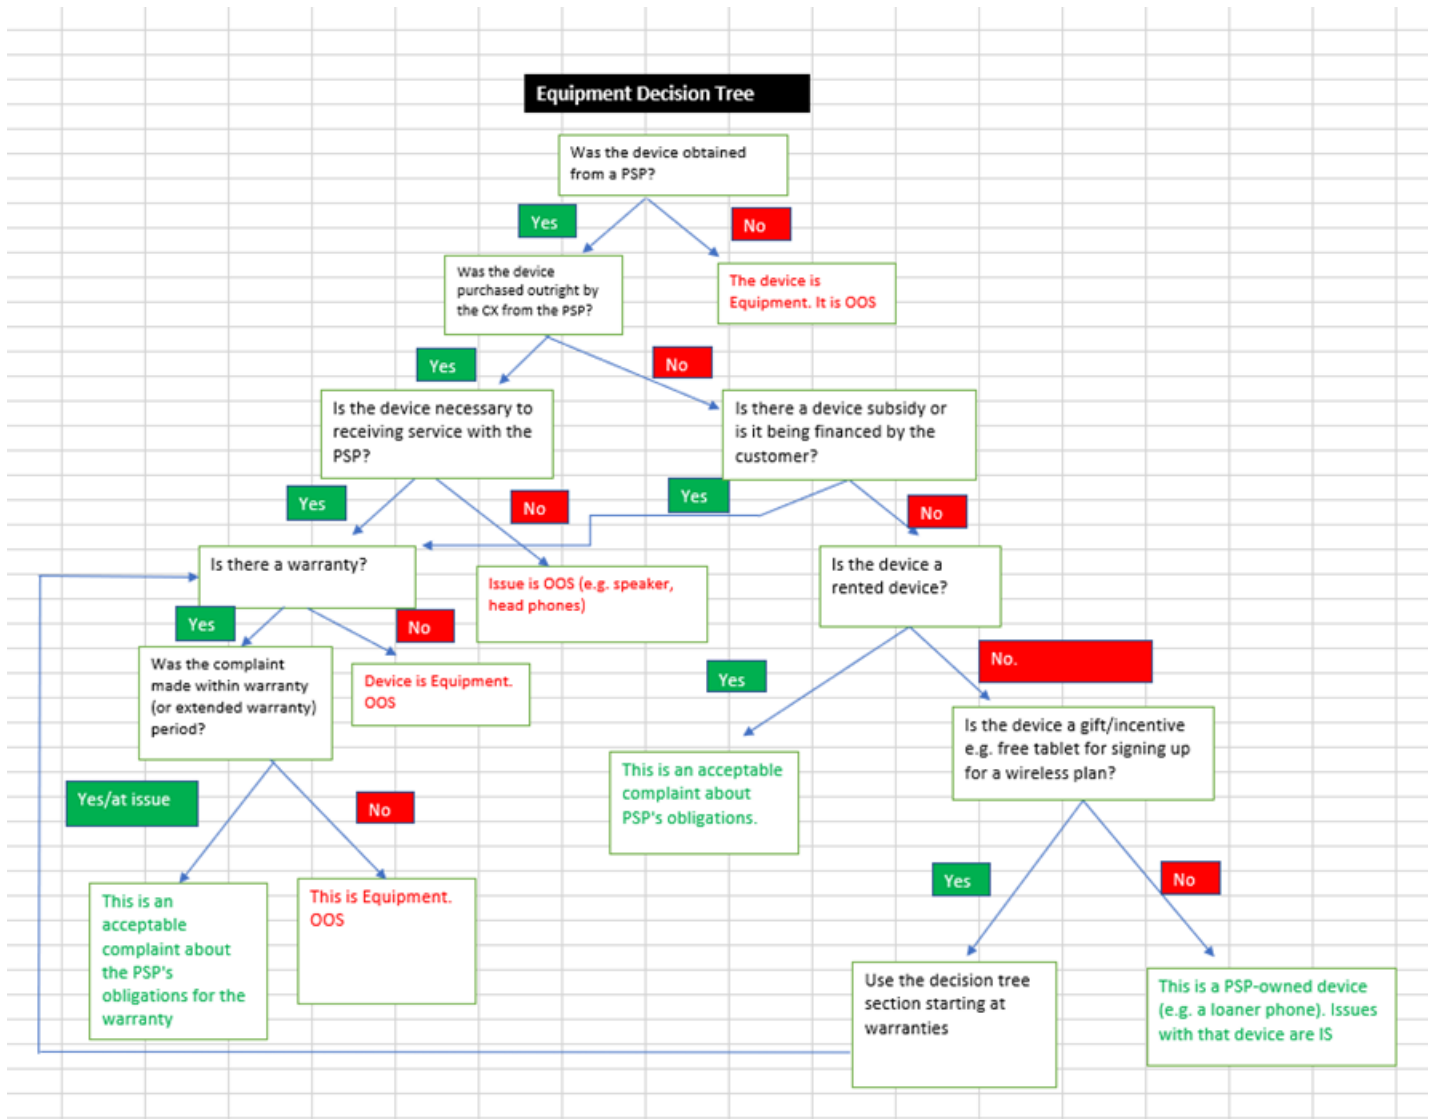 Equipment Decision Tree
Was the device obtained
from a PSP?
Yes
No
Was the device
purchased outright by
the CX from the PSP?
The device is
Equipment. It is OOS
Yes
No
Is the device necessary to
receiving service with the
PSP?
Is there a device subsidy or
is it being financed by the
customer?
Yes
No
Yes
No
Is there a warranty?
Issue is OOS (e.g. speaker,
head phones)
Is the device a
rented device?
Yes
No
Was the complaint
made within warranty
(or extended warranty)
period?
Device is Equipment.
OOS
Yes
No.
Is the device a gift/incentive
e.g. free tablet for signing up
for a wireless plan?
This is an acceptable
complaint about
PSP's obligations.
Yes/at issue
No
Yes
No
This is an
acceptable
complaint about
the PSP's
obligations for the
warranty
This is Equipment.
OOS
Use the decision tree
section starting at
warranties
This is a PSP-owned device
(e.g. a loaner phone). Issues
with that device are IS